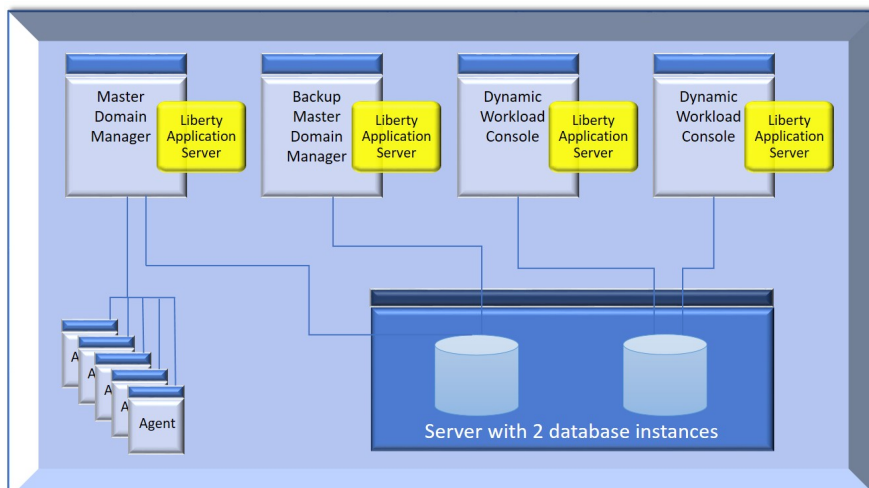 Master
Domain
Manager
Liberty
Application
Server
Backup
Master
Domain
Manager
Liberty
Application
Server
Dynamic
Workload
Console
Liberty
Application
Server
Dynamic
Workload
Console
Liberty
Application
Server
A
A
A
A
Agent
Server with 2 database instances